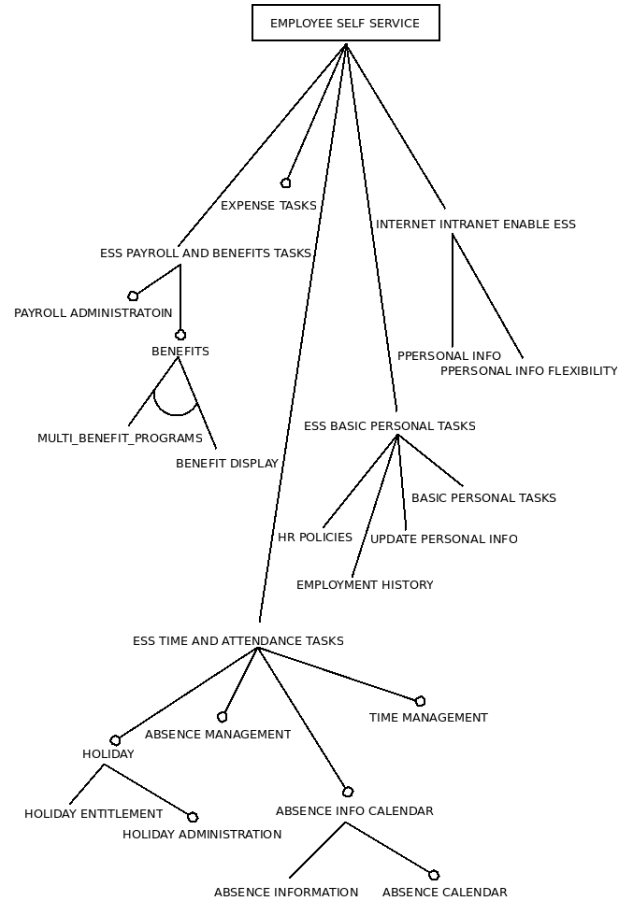 EMPLOYEE SELF SERVICE
EXPENSE TASKS
INTERNET INTRANET ENABLE ESS
ESS PAYROLL AND BENEFITS TASKS
PAYROLL ADMINISTRATOIN
BENEFITS
PPERSONAL INFO
PPERSONAL INFO FLEXIBILITY
ESS BASIC PERSONAL TASKS
MULTI_BENEFIT_PROGRAMS
BENEFIT DISPLAY
BASIC PERSONAL TASKS
HR POLICIES
UPDATE PERSONAL INFO
EMPLOYMENT HISTORY
ESS TIME AND ATTENDANCE TASKS
TIME MANAGEMENT
ABSENCE MANAGEMENT
HOLIDAY
HOLIDAY ENTITLEMENT
ABSENCE INFO CALENDAR
HOLIDAY ADMINISTRATION
ABSENCE INFORMATION
ABSENCE CALENDAR